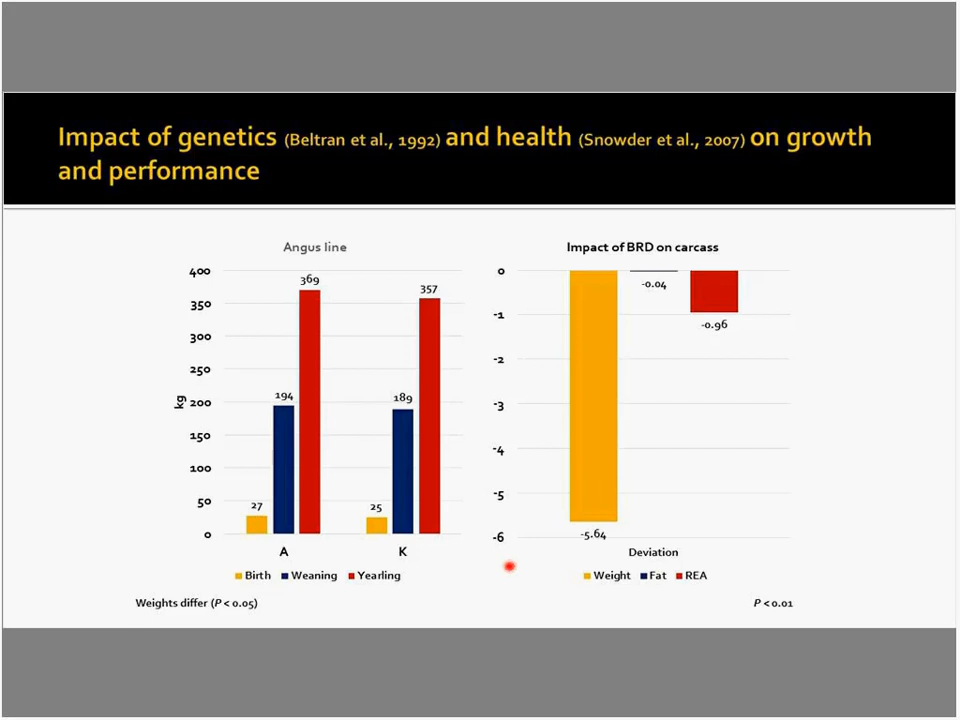 Impact of genetics (Beltran et al., 1992) and health (Snowder et al., 2007) on growth
and performance
Angus line
400
350
300
250
200
150
100
50
0
kg
27
194
369
25
189
357
A
K
Birth
Weaning
Yearling
Weights differ (P < 0.05)
Impact of BRD on carcass
0
-1
-2
-3
-4
-5
-6
-5.64
-0.04
-0.96
Deviation
Weight
Fat
REA
P < 0.01